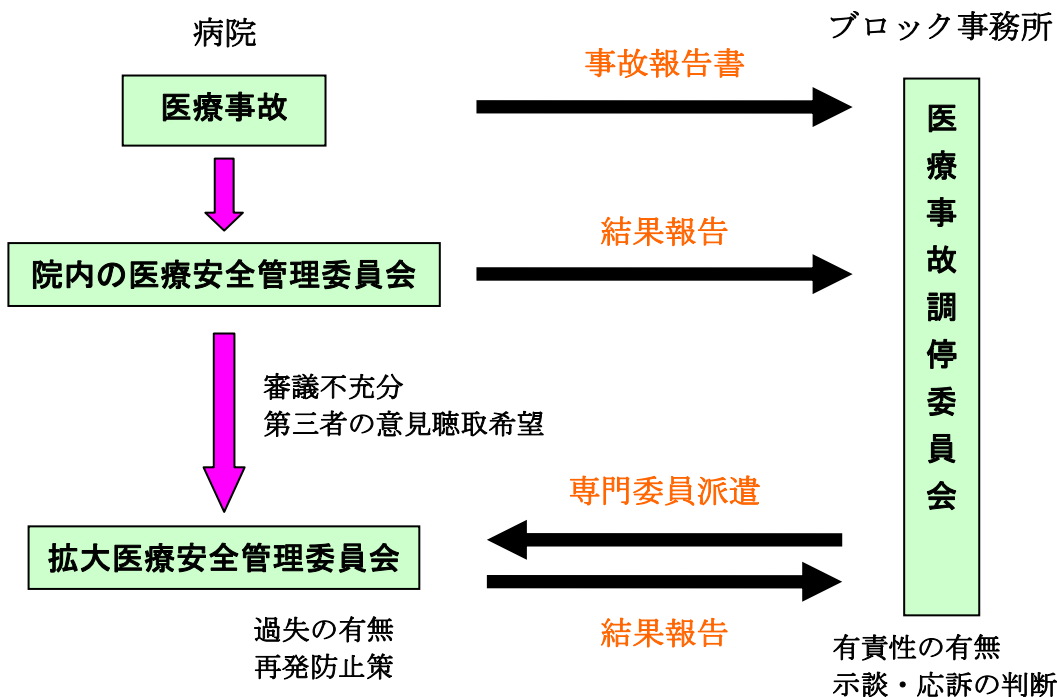 病院
ブロック事務所
事故報告書
医療事故
医療事故調停委員会
結果報告
院内の医療安全管理委員会
審議不充分
第三者の意見聴取希望
専門委員派遣
拡大医療安全管理委員会
結果報告
過失の有無
再発防止策
有責性の有無
示談・応訴の判断